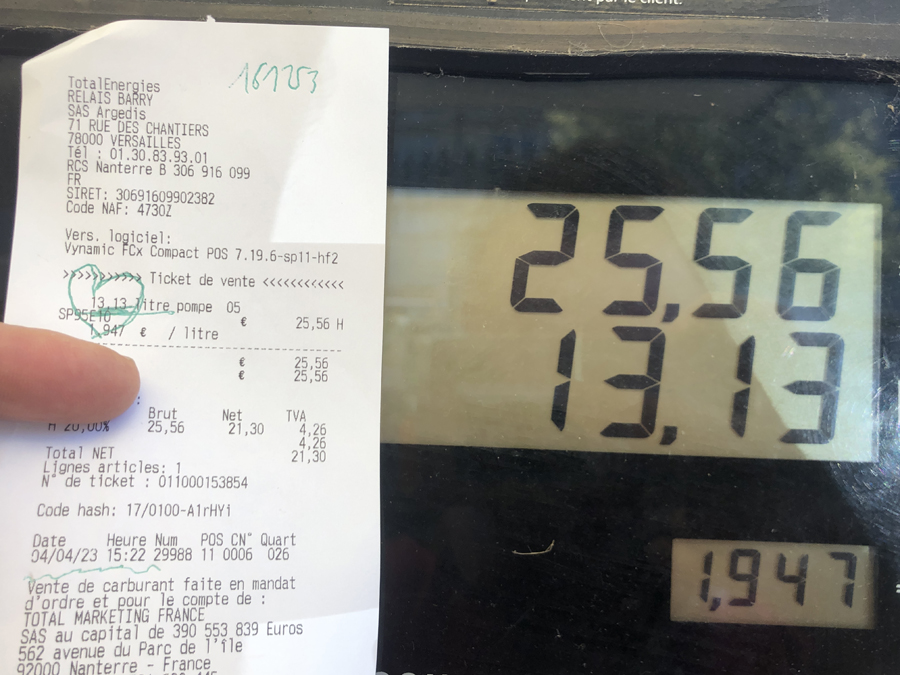 par le client.
161253
TotalEnergies
RELAIS BARRY
SAS Argedis
71 RUE DES CHANTIERS
78000 VERSAILLES
Tél : 01.30.83.93.01
RCS Nanterre B 306 916 099
FR
SIRET: 30691609902382
Code NAF: 4730Z
Vers. logiciel:
Vynamic FCx Compact POS 7.19.6-sp11-hf2
>>>>>>>>>>>> Ticket de vente <<<<<<<<<<<<
13,13 litre pompe 05
SP95E10 € 25,56 H
1,947 € / litre
€ 25,56
€ 25,56
:
Brut Net TVA
H 20,00% 25,56 21,30 4,26
4,26
Total NET 21,30
Lignes articles: 1
N° de ticket : 011000153854
Code hash: 17/0100-A1rHYi
Date Heure Num POS CN° Quart
04/04/23 15:22 29988 11 0006 026
Vente de carburant faite en mandat
d'ordre et pour le compte de :
TOTAL MARKETING FRANCE
SAS au capital de 390 553 839 Euros
562 avenue du Parc de l'île
92000 Nanterre - France
25,56
13,13
1,947